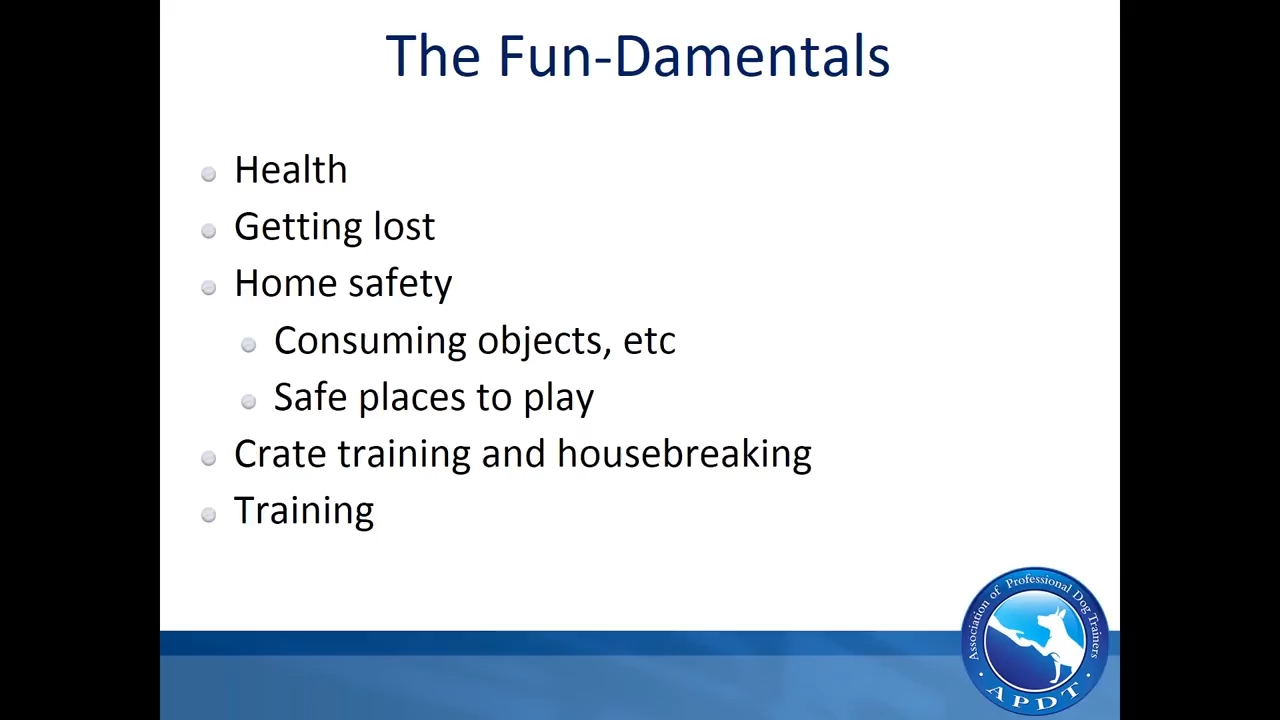 The Fun-Damentals
Health
Getting lost
Home safety
Consuming objects, etc
Safe places to play
Crate training and housebreaking
Training
Association of Professional Dog Trainers
APDT